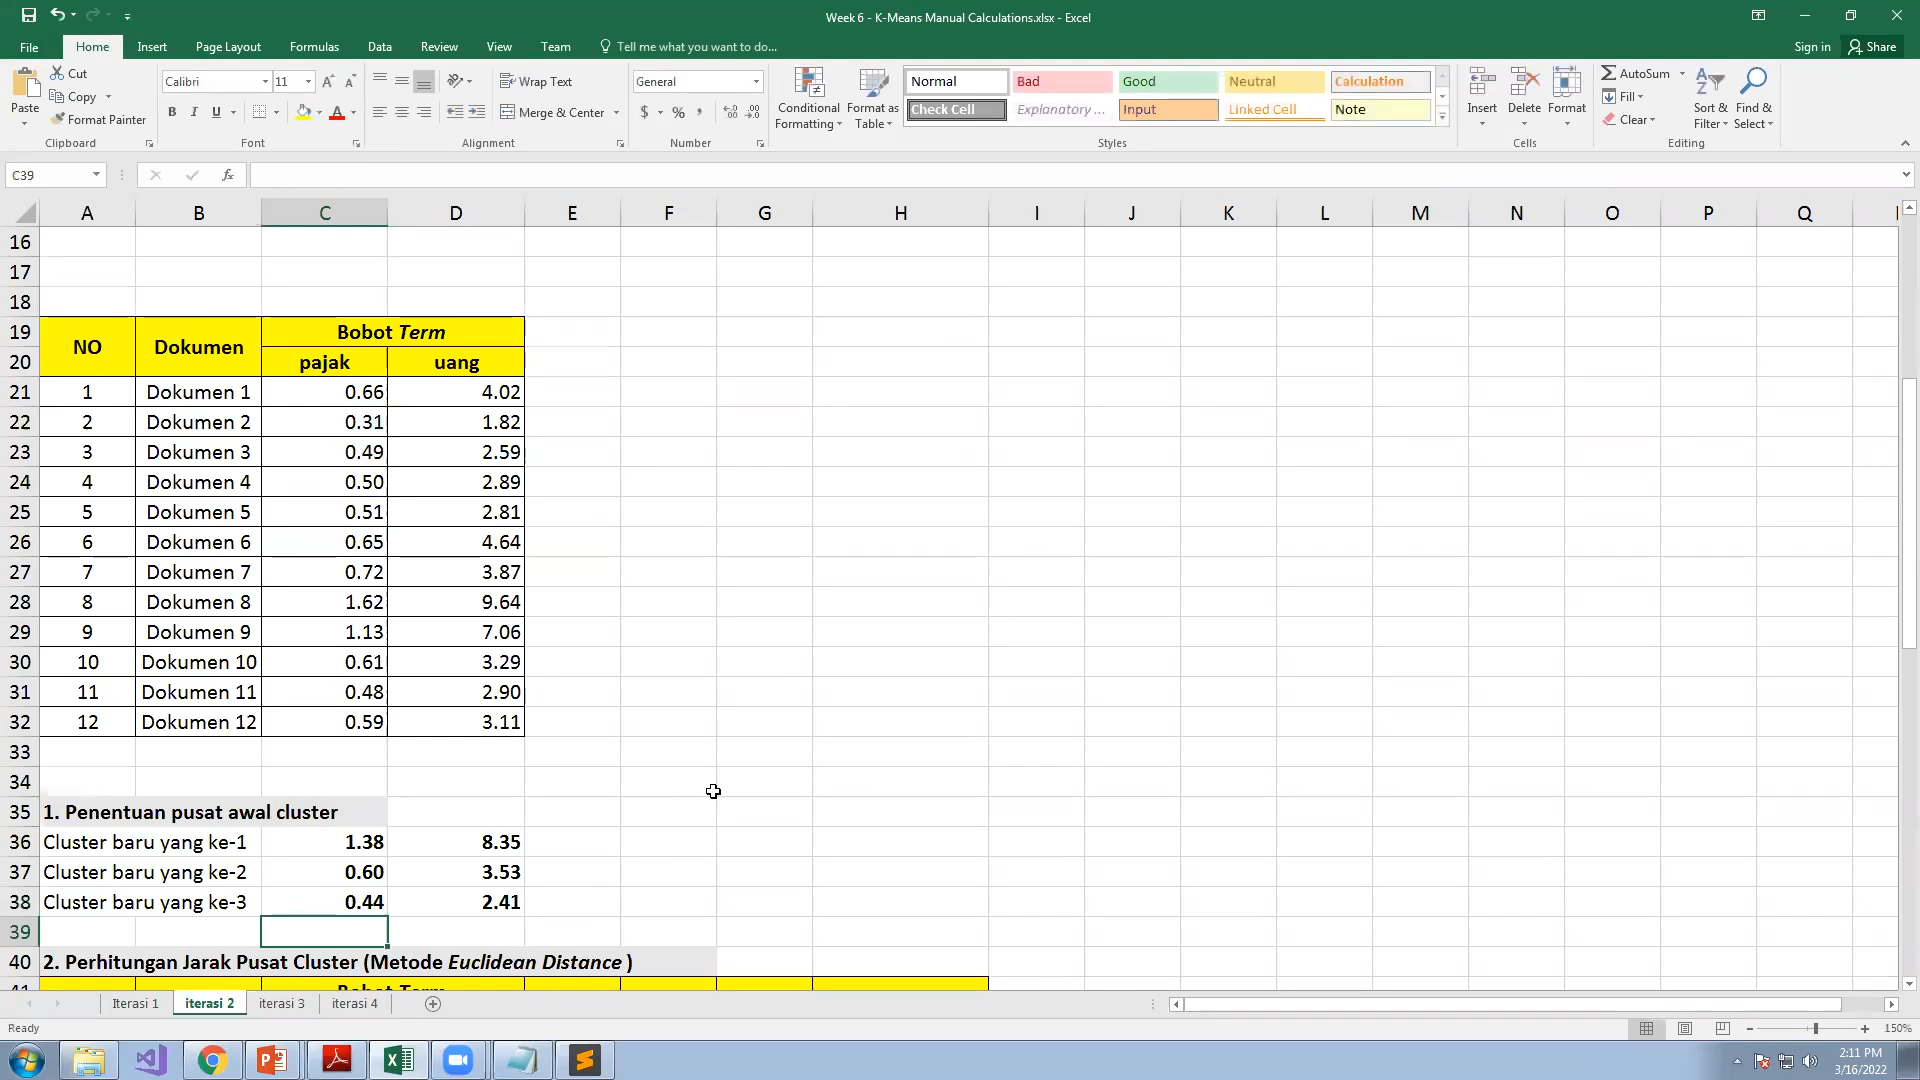 Week 6 - K-Means Manual Calculations.xlsx - Excel
File Home Insert Page Layout Formulas Data Review View Team Tell me what you want to do... Sign in Share
Paste
Cut
Copy
Format Painter
Clipboard
Calibri 11
B I U
Font
Wrap Text
Merge & Center
Alignment
General
$ % ,
Number
Conditional Formatting
Format as Table
Normal Bad Good Neutral Calculation
Check Cell Explanatory ... Input Linked Cell Note
Styles
Insert Delete Format
Cells
AutoSum
Fill
Clear
Sort & Filter
Find & Select
Editing
C39 fx
A B C D E F G H I J K L M N O P Q
16
17
18
19 NO Dokumen Bobot Term
20 pajak uang
21 1 Dokumen 1 0.66 4.02
22 2 Dokumen 2 0.31 1.82
23 3 Dokumen 3 0.49 2.59
24 4 Dokumen 4 0.50 2.89
25 5 Dokumen 5 0.51 2.81
26 6 Dokumen 6 0.65 4.64
27 7 Dokumen 7 0.72 3.87
28 8 Dokumen 8 1.62 9.64
29 9 Dokumen 9 1.13 7.06
30 10 Dokumen 10 0.61 3.29
31 11 Dokumen 11 0.48 2.90
32 12 Dokumen 12 0.59 3.11
33
34
35 1. Penentuan pusat awal cluster
36 Cluster baru yang ke-1 1.38 8.35
37 Cluster baru yang ke-2 0.60 3.53
38 Cluster baru yang ke-3 0.44 2.41
39
40 2. Perhitungan Jarak Pusat Cluster (Metode Euclidean Distance )
41 Bobot Term
Iterasi 1 iterasi 2 iterasi 3 iterasi 4
Ready 150%
2:11 PM
3/16/2022